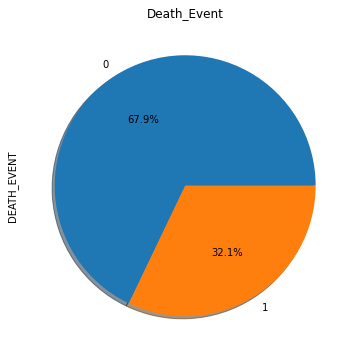 Death_Event
0
67.9%
DEATH_EVENT
32.1%
1